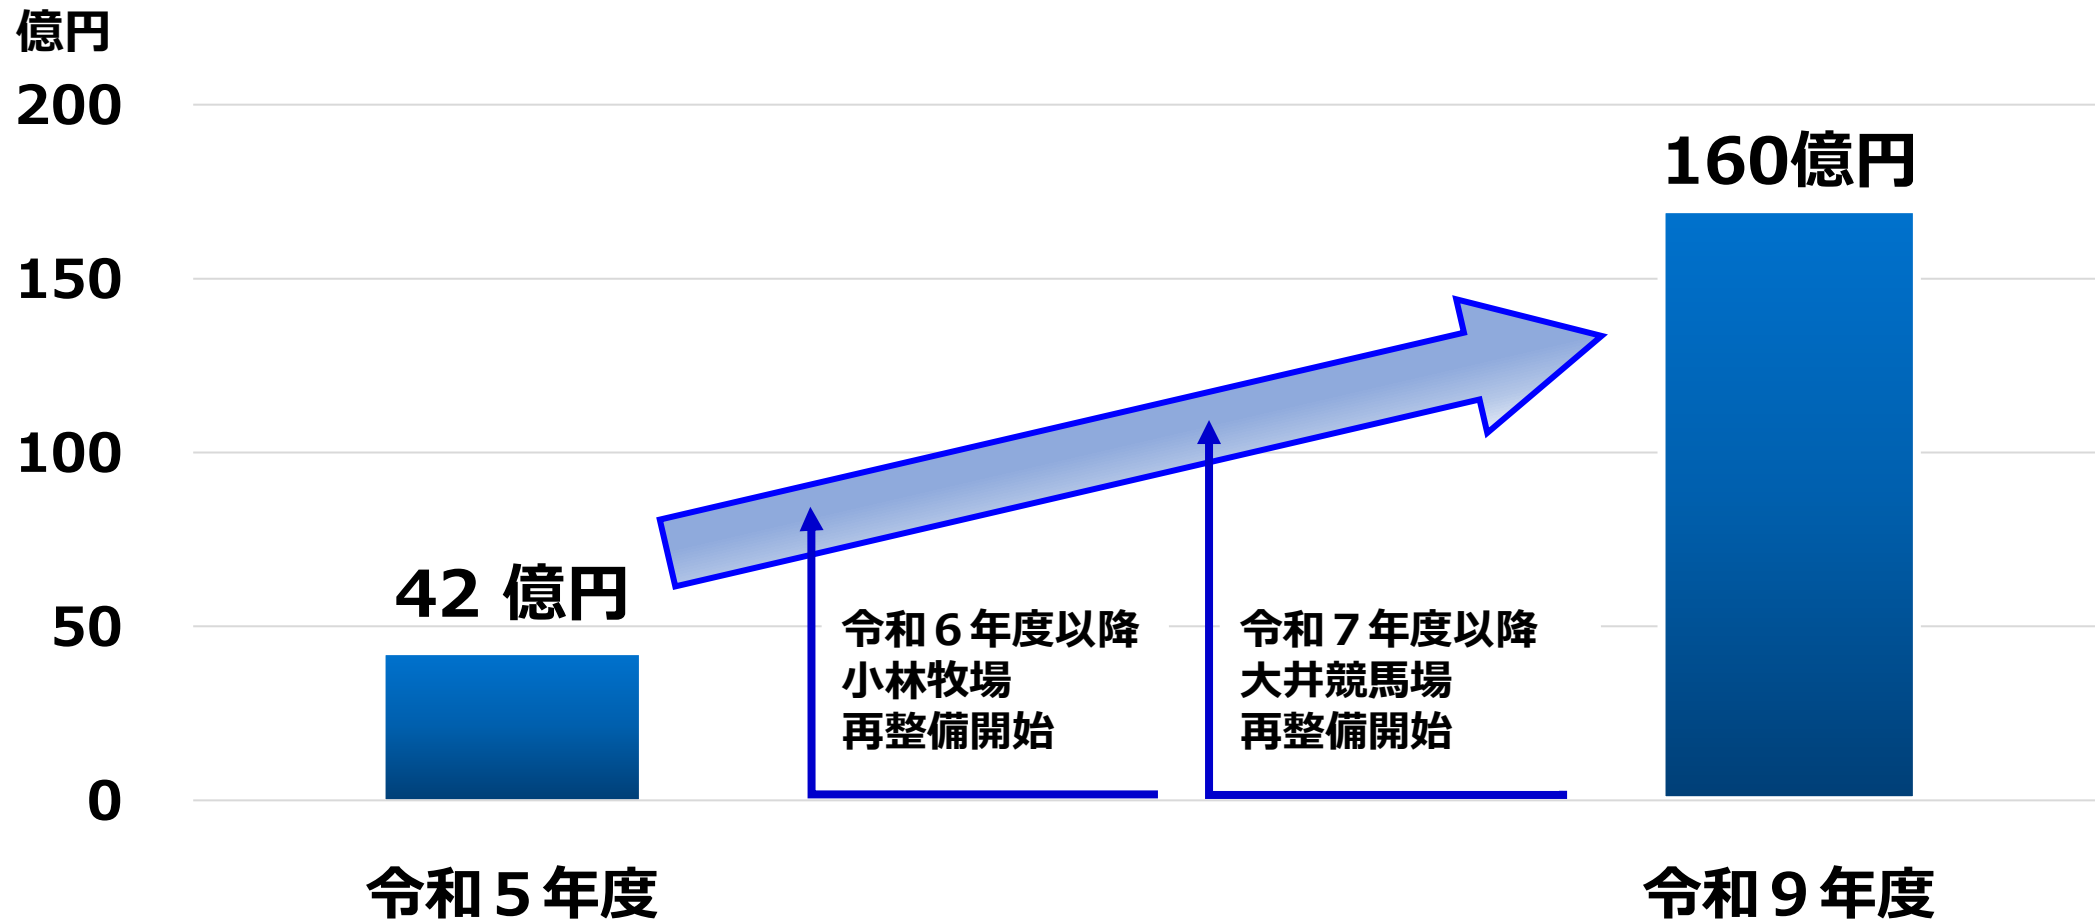 億円
200
150
100
50
0
42 億円
160億円
令和６年度以降
小林牧場
再整備開始
令和７年度以降
大井競馬場
再整備開始
令和５年度
令和９年度